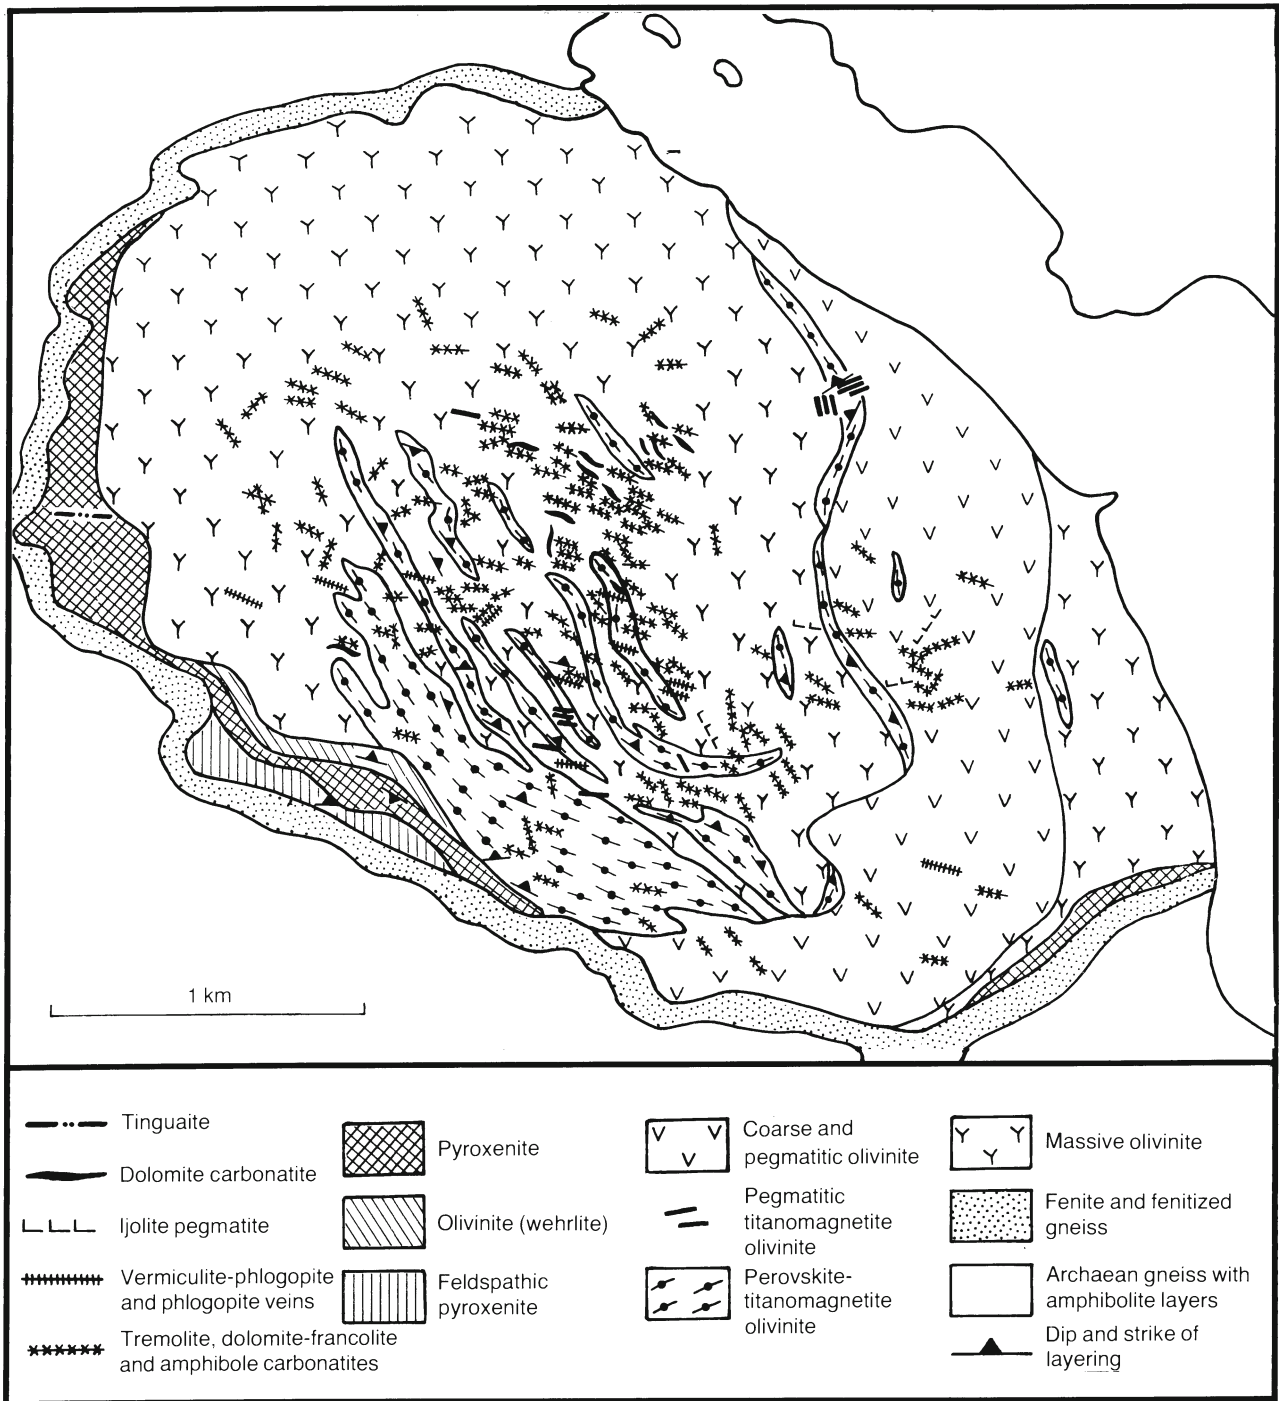 1 km
Tinguaite
Dolomite carbonatite
Ijolite pegmatite
Vermiculite-phlogopite
and phlogopite veins
Tremolite, dolomite-francolite
and amphibole carbonatites
Pyroxenite
Olivinite (wehrlite)
Feldspathic
pyroxenite
Coarse and
pegmatitic olivinite
Pegmatitic
titanomagnetite
olivinite
Perovskite-
titanomagnetite
olivinite
Massive olivinite
Fenite and fenitized
gneiss
Archaean gneiss with
amphibolite layers
Dip and strike of
layering